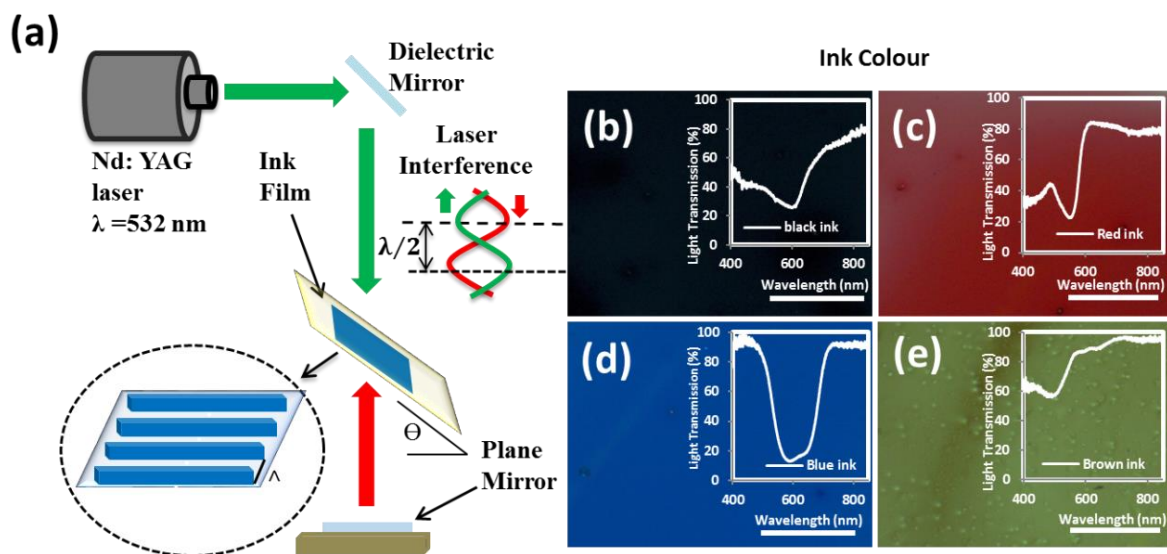 (a)
Dielectric
Mirror
Nd: YAG
laser
λ =532 nm
Ink
Film
Laser
Interference
λ/2
Θ
Plane
Mirror
Λ
Ink Colour
(b)
Light Transmission (%)
100
80
60
40
20
0
black ink
400 600 800
Wavelength (nm)
(c)
Light Transmission (%)
100
80
60
40
20
0
Red ink
400 600 800
Wavelength (nm)
(d)
Light Transmission (%)
100
80
60
40
20
0
Blue ink
400 600 800
Wavelength (nm)
(e)
Light Transmission (%)
100
80
60
40
20
0
Brown ink
400 600 800
Wavelength (nm)